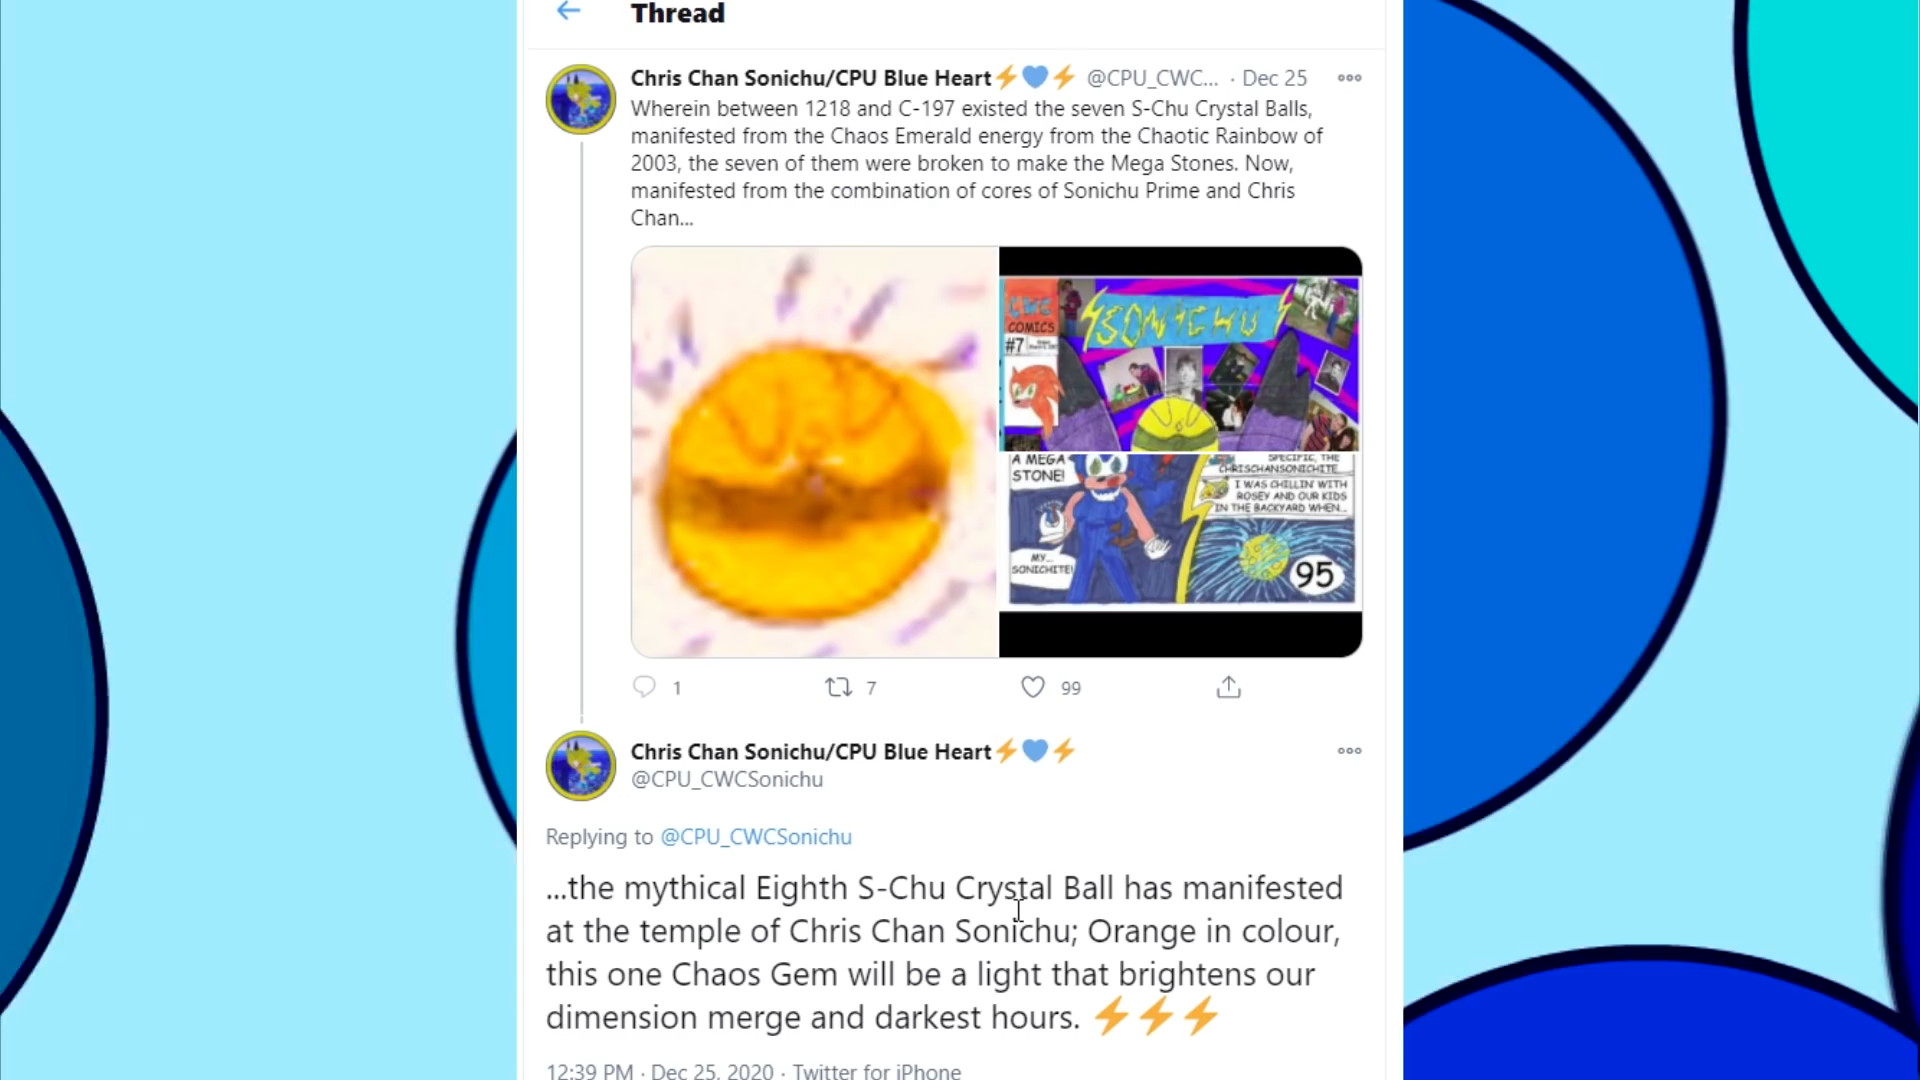 Thread
Chris Chan Sonichu/CPU Blue Heart⚡💙⚡ @CPU_CWC... · Dec 25
Wherein between 1218 and C-197 existed the seven S-Chu Crystal Balls,
manifested from the Chaos Emerald energy from the Chaotic Rainbow of
2003, the seven of them were broken to make the Mega Stones. Now,
manifested from the combination of cores of Sonichu Prime and Chris
Chan...
CWC
COMICS
#7
SONICHU
A MEGA
STONE!
MY...
SONICHITE!
SPECIFIC, THE
CHRISCHANSONICHITE
I WAS CHILLIN' WITH
ROSEY AND OUR KIDS
IN THE BACKYARD WHEN...
95
1 7 99
Chris Chan Sonichu/CPU Blue Heart⚡💙⚡
@CPU_CWCSonichu
Replying to @CPU_CWCSonichu
...the mythical Eighth S-Chu Crystal Ball has manifested
at the temple of Chris Chan Sonichu; Orange in colour,
this one Chaos Gem will be a light that brightens our
dimension merge and darkest hours. ⚡⚡⚡
12:39 PM · Dec 25, 2020 · Twitter for iPhone